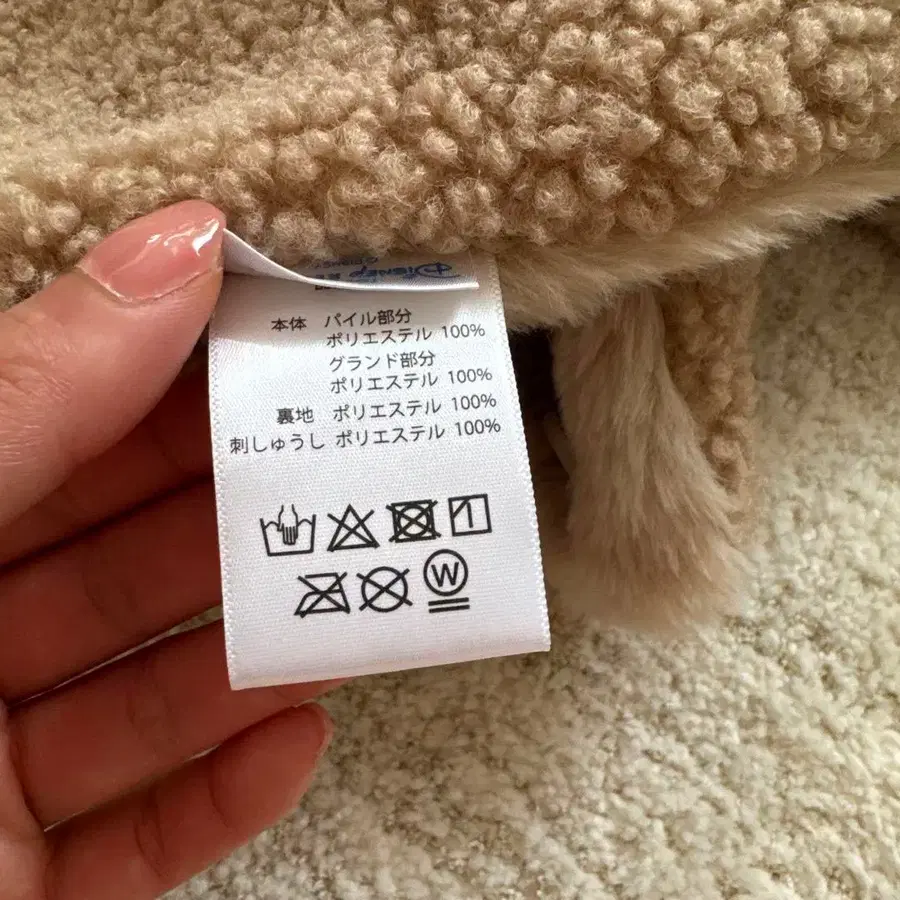 Disney
本体 パイル部分
ポリエステル 100%
グランド部分
ポリエステル 100%
裏地 ポリエステル 100%
刺しゅうし ポリエステル 100%
W